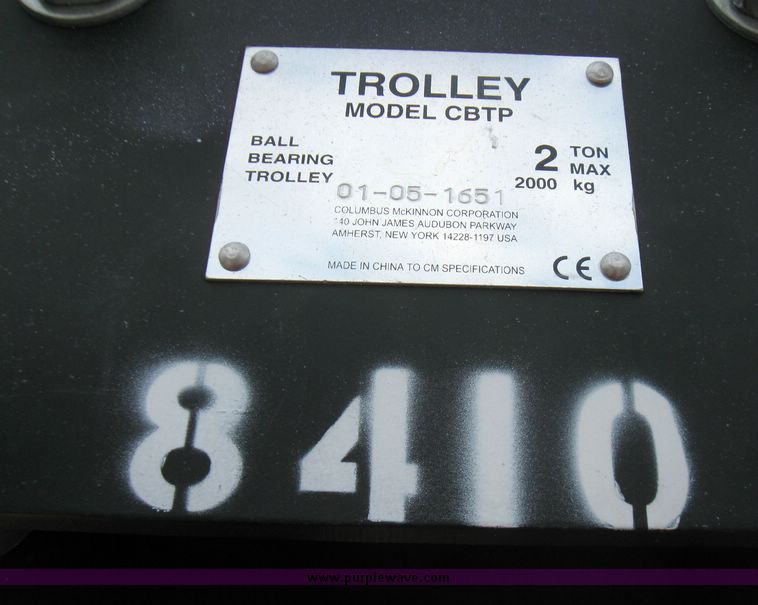 TROLLEY
MODEL CBTP
BALL
BEARING
TROLLEY
2 TON
MAX
2000 kg
01-05-1651
COLUMBUS McKINNON CORPORATION
140 JOHN JAMES AUDUBON PARKWAY
AMHERST, NEW YORK 14228-1197 USA
MADE IN CHINA TO CM SPECIFICATIONS
CE
8410
www.purplewave.com